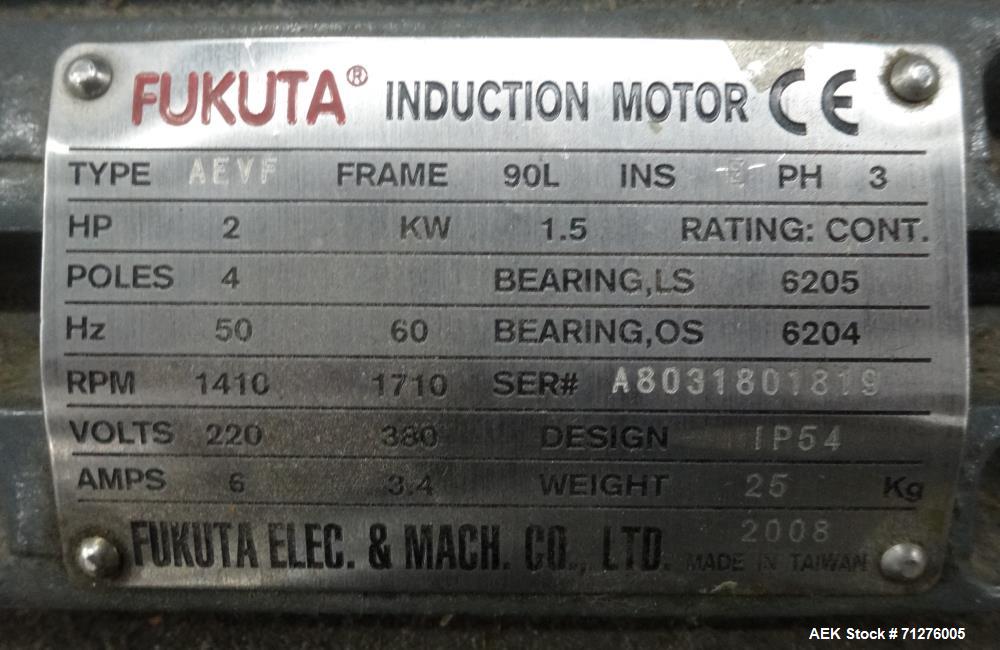 FUKUTA® INDUCTION MOTOR CE
TYPE AEVF FRAME 90L INS PH 3
HP 2 KW 1.5 RATING: CONT.
POLES 4 BEARING,LS 6205
Hz 50 60 BEARING,OS 6204
RPM 1410 1710 SER# A8031801819
VOLTS 220 380 DESIGN IP54
AMPS 6 3.4 WEIGHT 25 Kg
FUKUTA ELEC. & MACH. CO., LTD. 2008
MADE IN TAIWAN
AEK Stock # 71276005